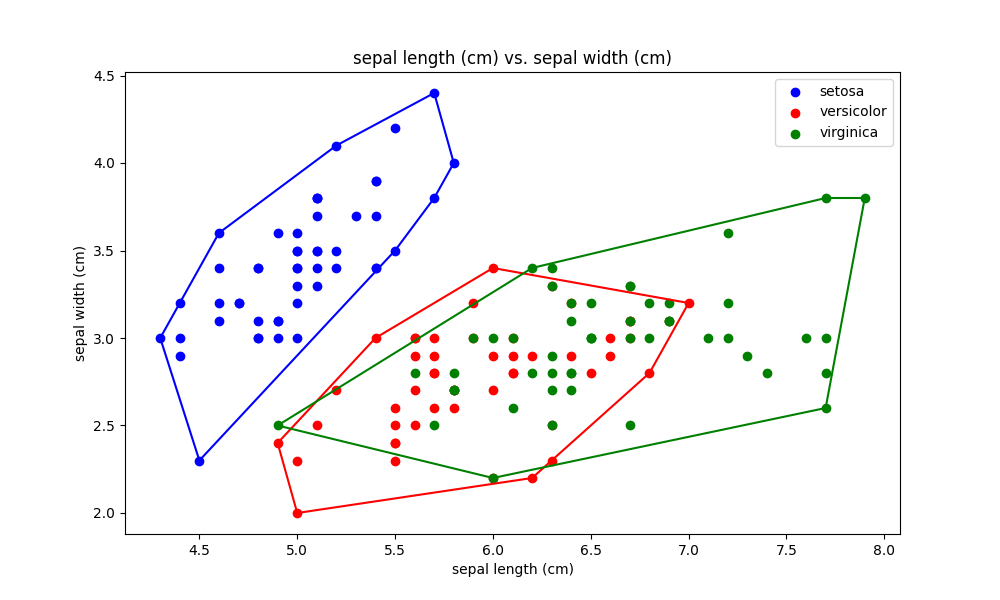 sepal length (cm) vs. sepal width (cm)
setosa
versicolor
virginica
4.5
4.0
3.5
3.0
2.5
2.0
sepal width (cm)
4.5 5.0 5.5 6.0 6.5 7.0 7.5 8.0
sepal length (cm)